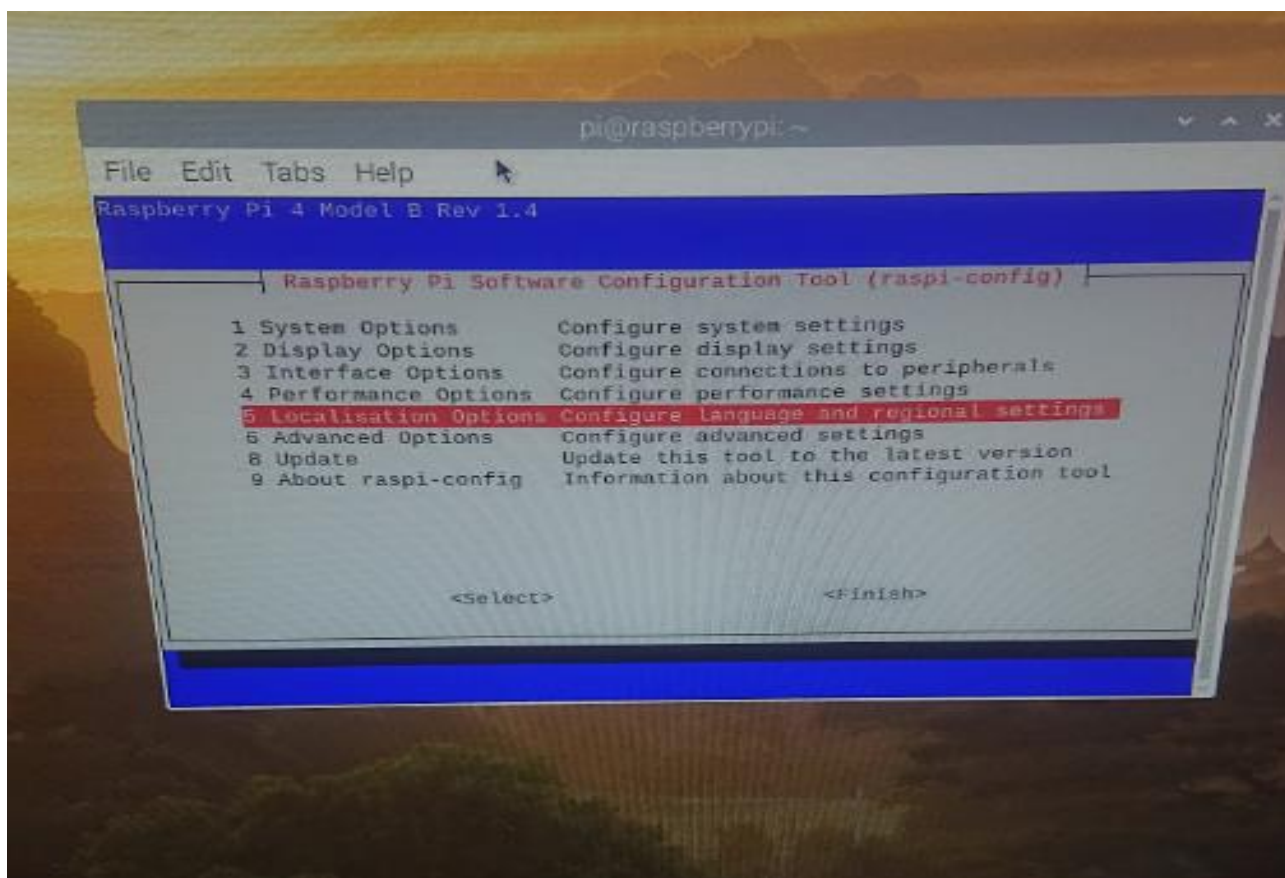 pi@raspberrypi: ~
File Edit Tabs Help
Raspberry Pi 4 Model B Rev 1.4
Raspberry Pi Software Configuration Tool (raspi-config)
1 System Options Configure system settings
2 Display Options Configure display settings
3 Interface Options Configure connections to peripherals
4 Performance Options Configure performance settings
5 Localisation Options Configure language and regional settings
6 Advanced Options Configure advanced settings
8 Update Update this tool to the latest version
9 About raspi-config Information about this configuration tool
<Select> <Finish>